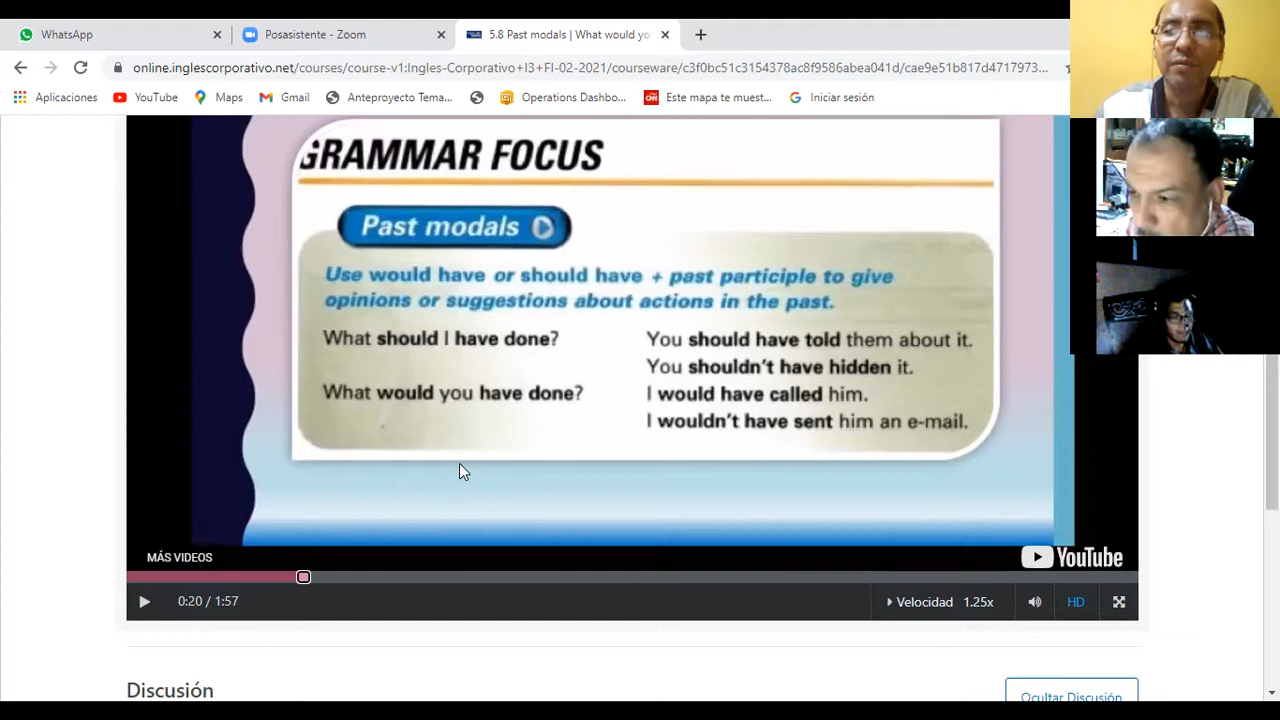 WhatsApp
Posasistente - Zoom
5.8 Past modals | What would yo
online.inglescorporativo.net/courses/course-v1:Ingles-Corporativo+I3+FI-02-2021/courseware/c3f0bc51c3154378ac8f9586abea041d/cae9e51b817d4717973...
Aplicaciones
YouTube
Maps
Gmail
Anteproyecto Tema...
Operations Dashbo...
CNN
Este mapa te muest...
Iniciar sesión
GRAMMAR FOCUS
Past modals
Use would have or should have + past participle to give
opinions or suggestions about actions in the past.
What should I have done?
You should have told them about it.
You shouldn't have hidden it.
What would you have done?
I would have called him.
I wouldn't have sent him an e-mail.
MÁS VIDEOS
YouTube
0:20 / 1:57
Velocidad 1.25x
HD
Discusión
Ocultar Discusión